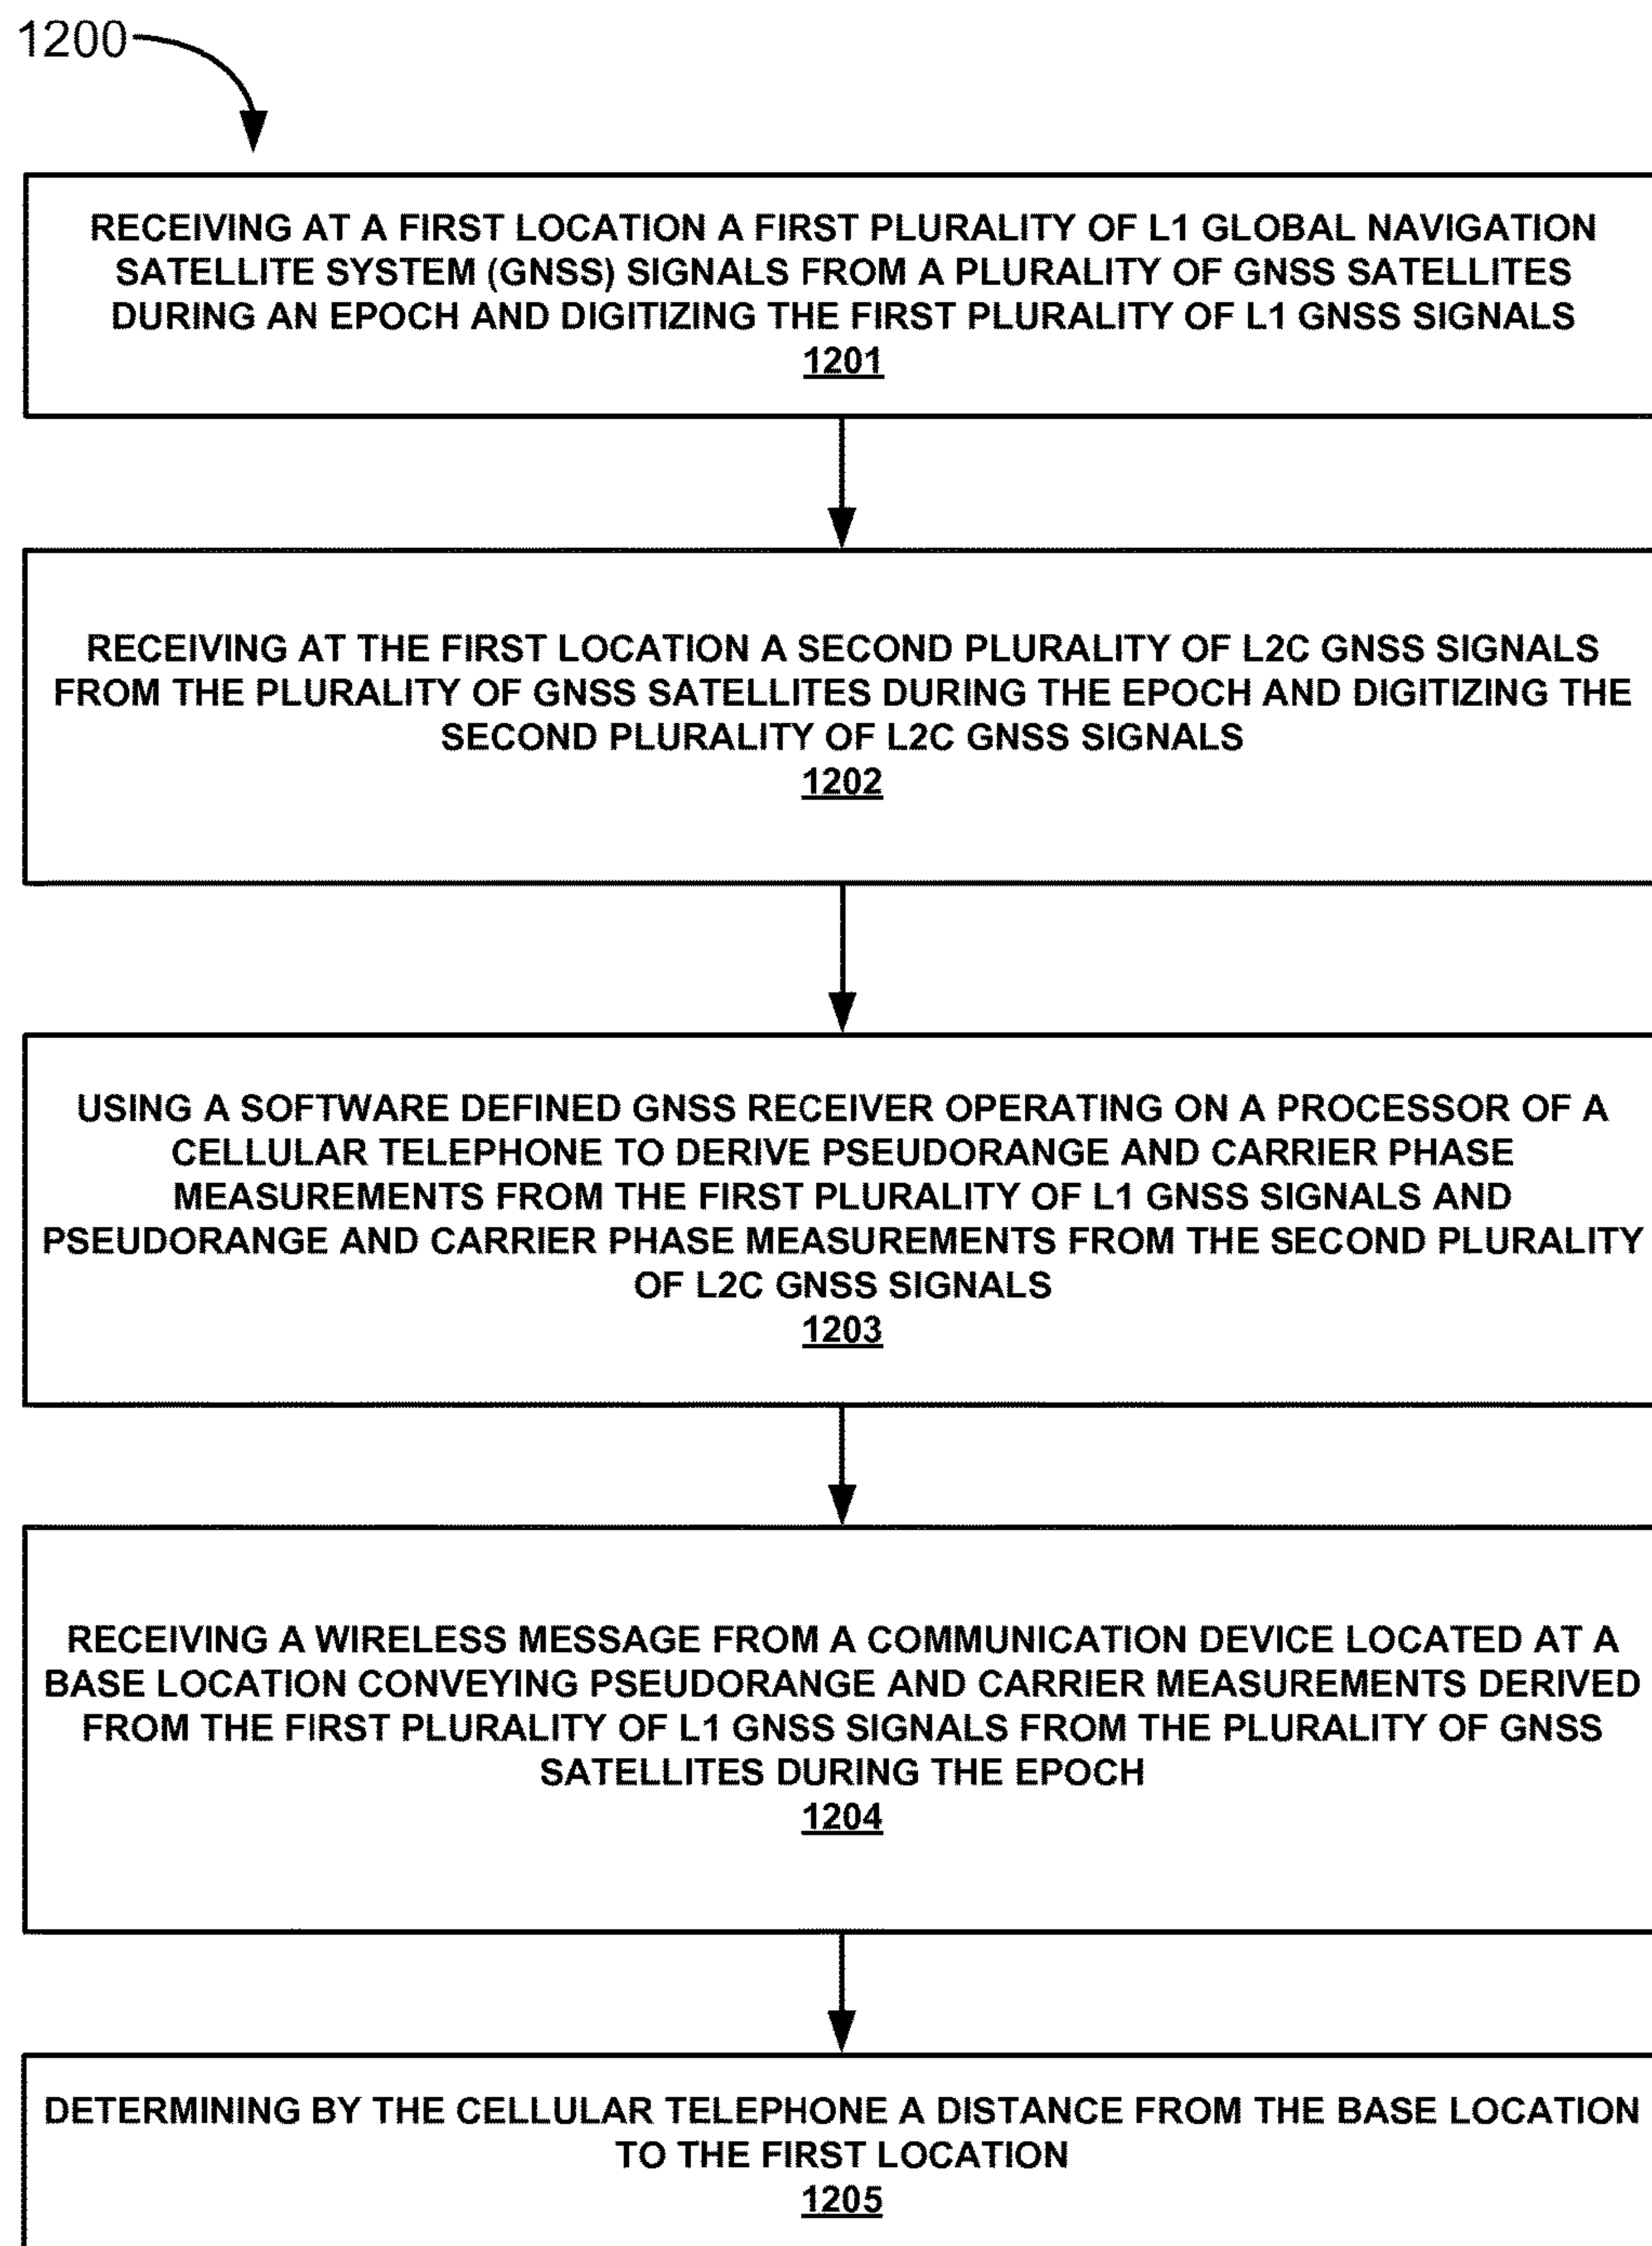 1200
RECEIVING AT A FIRST LOCATION A FIRST PLURALITY OF L1 GLOBAL NAVIGATION
SATELLITE SYSTEM (GNSS) SIGNALS FROM A PLURALITY OF GNSS SATELLITES
DURING AN EPOCH AND DIGITIZING THE FIRST PLURALITY OF L1 GNSS SIGNALS
1201
RECEIVING AT THE FIRST LOCATION A SECOND PLURALITY OF L2C GNSS SIGNALS
FROM THE PLURALITY OF GNSS SATELLITES DURING THE EPOCH AND DIGITIZING THE
SECOND PLURALITY OF L2C GNSS SIGNALS
1202
USING A SOFTWARE DEFINED GNSS RECEIVER OPERATING ON A PROCESSOR OF A
CELLULAR TELEPHONE TO DERIVE PSEUDORANGE AND CARRIER PHASE
MEASUREMENTS FROM THE FIRST PLURALITY OF L1 GNSS SIGNALS AND
PSEUDORANGE AND CARRIER PHASE MEASUREMENTS FROM THE SECOND PLURALITY
OF L2C GNSS SIGNALS
1203
RECEIVING A WIRELESS MESSAGE FROM A COMMUNICATION DEVICE LOCATED AT A
BASE LOCATION CONVEYING PSEUDORANGE AND CARRIER MEASUREMENTS DERIVED
FROM THE FIRST PLURALITY OF L1 GNSS SIGNALS FROM THE PLURALITY OF GNSS
SATELLITES DURING THE EPOCH
1204
DETERMINING BY THE CELLULAR TELEPHONE A DISTANCE FROM THE BASE LOCATION
TO THE FIRST LOCATION
1205